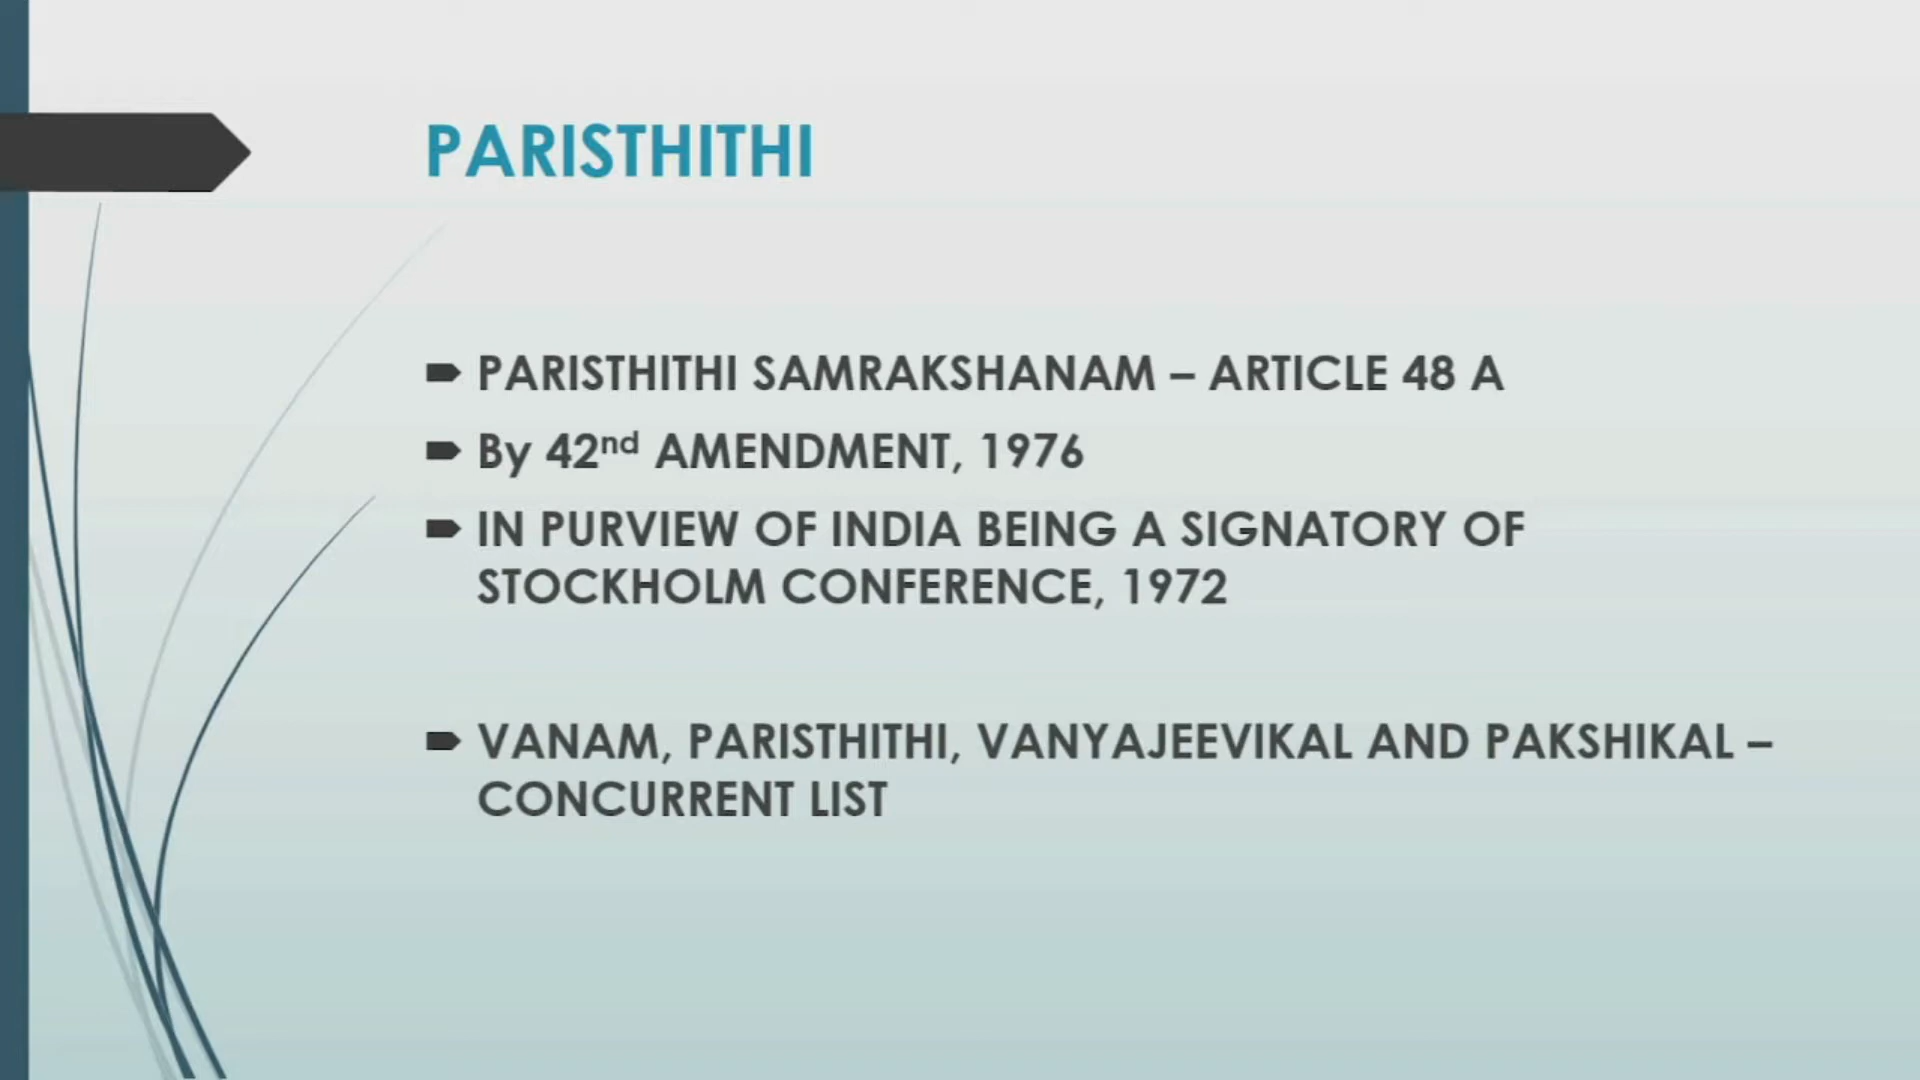 PARISTHITHI
PARISTHITHI SAMRAKSHANAM – ARTICLE 48 A
By 42nd AMENDMENT, 1976
IN PURVIEW OF INDIA BEING A SIGNATORY OF
STOCKHOLM CONFERENCE, 1972
VANAM, PARISTHITHI, VANYAJEEVIKAL AND PAKSHIKAL –
CONCURRENT LIST